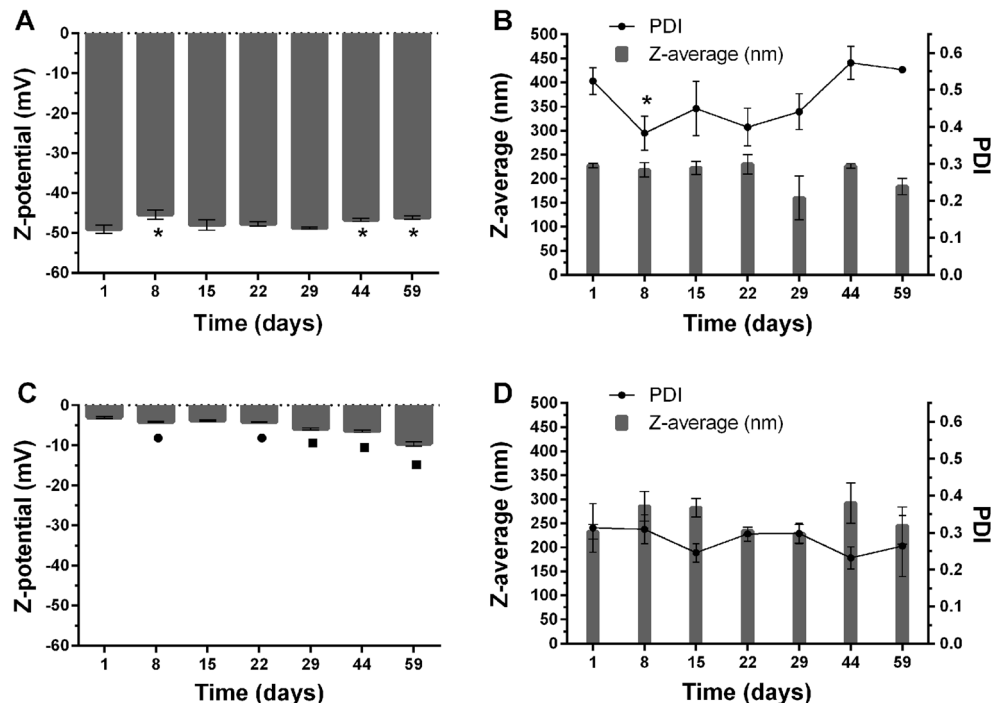 A
Z-potential (mV)
0
-10
-20
-30
-40
-50
-60
* * *
1 8 15 22 29 44 59
Time (days)
B
PDI
Z-average (nm)
Z-average (nm)
500
450
400
350
300
250
200
150
100
50
0
*
0.6
0.5
0.4
0.3
0.2
0.1
0.0
PDI
1 8 15 22 29 44 59
Time (days)
C
Z-potential (mV)
0
-10
-20
-30
-40
-50
-60
1 8 15 22 29 44 59
Time (days)
D
PDI
Z-average (nm)
Z-average (nm)
500
450
400
350
300
250
200
150
100
50
0
0.6
0.5
0.4
0.3
0.2
0.1
0.0
PDI
1 8 15 22 29 44 59
Time (days)